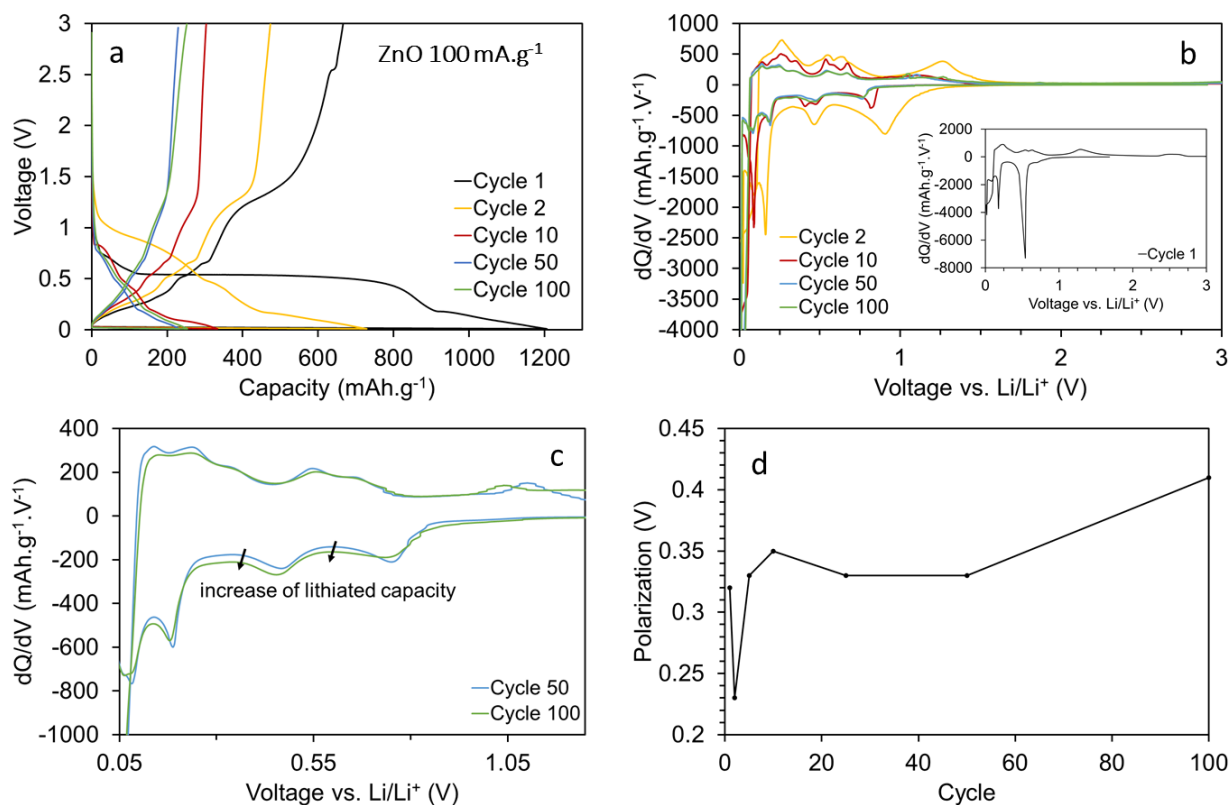 a
ZnO 100 mA.g⁻¹
3
2.5
2
1.5
1
0.5
0
Voltage (V)
Cycle 1
Cycle 2
Cycle 10
Cycle 50
Cycle 100
0 200 400 600 800 1000 1200
Capacity (mAh.g⁻¹)
b
1000
500
0
-500
-1000
-1500
-2000
-2500
-3000
-3500
-4000
dQ/dV (mAh.g⁻¹.V⁻¹)
Cycle 2
Cycle 10
Cycle 50
Cycle 100
0 1 2 3
Voltage vs. Li/Li⁺ (V)
2000
0
-2000
-4000
-6000
-8000
dQ/dV (mAh.g⁻¹.V⁻¹)
Cycle 1
0 1 2 3
Voltage vs. Li/Li⁺ (V)
c
400
200
0
-200
-400
-600
-800
-1000
dQ/dV (mAh.g⁻¹.V⁻¹)
increase of lithiated capacity
Cycle 50
Cycle 100
0.05 0.55 1.05
Voltage vs. Li/Li⁺ (V)
d
0.45
0.4
0.35
0.3
0.25
0.2
Polarization (V)
0 20 40 60 80 100
Cycle